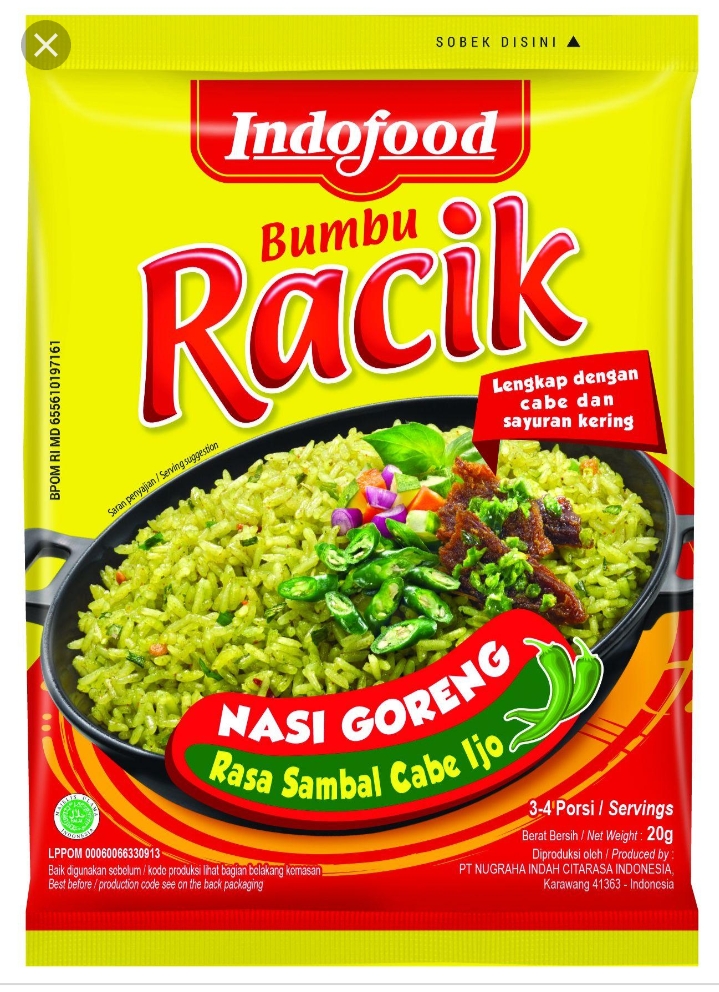 SOBEK DISINI ▲
Indofood
Bumbu
Racik
Lengkap dengan
cabe dan
sayuran kering
BPOM RI MD 655610197161
Saran penyajian / Serving suggestion
NASI GORENG
Rasa Sambal Cabe Ijo
3-4 Porsi / Servings
Berat Bersih / Net Weight : 20g
Diproduksi oleh / Produced by :
PT NUGRAHA INDAH CITARASA INDONESIA,
Karawang 41363 - Indonesia
MAJELIS ULAMA
INDONESIA
LPPOM 00060066330913
Baik digunakan sebelum / kode produksi lihat bagian belakang kemasan
Best before / production code see on the back packaging